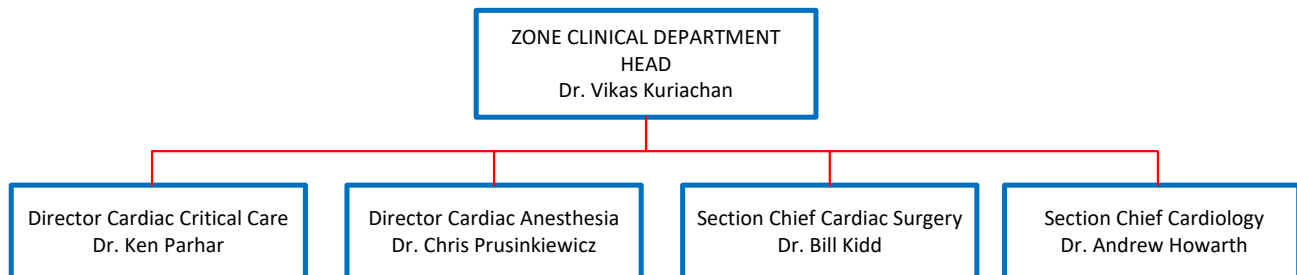 ZONE CLINICAL DEPARTMENT
HEAD
Dr. Vikas Kuriachan
Director Cardiac Critical Care
Dr. Ken Parhar
Director Cardiac Anesthesia
Dr. Chris Prusinkiewicz
Section Chief Cardiac Surgery
Dr. Bill Kidd
Section Chief Cardiology
Dr. Andrew Howarth